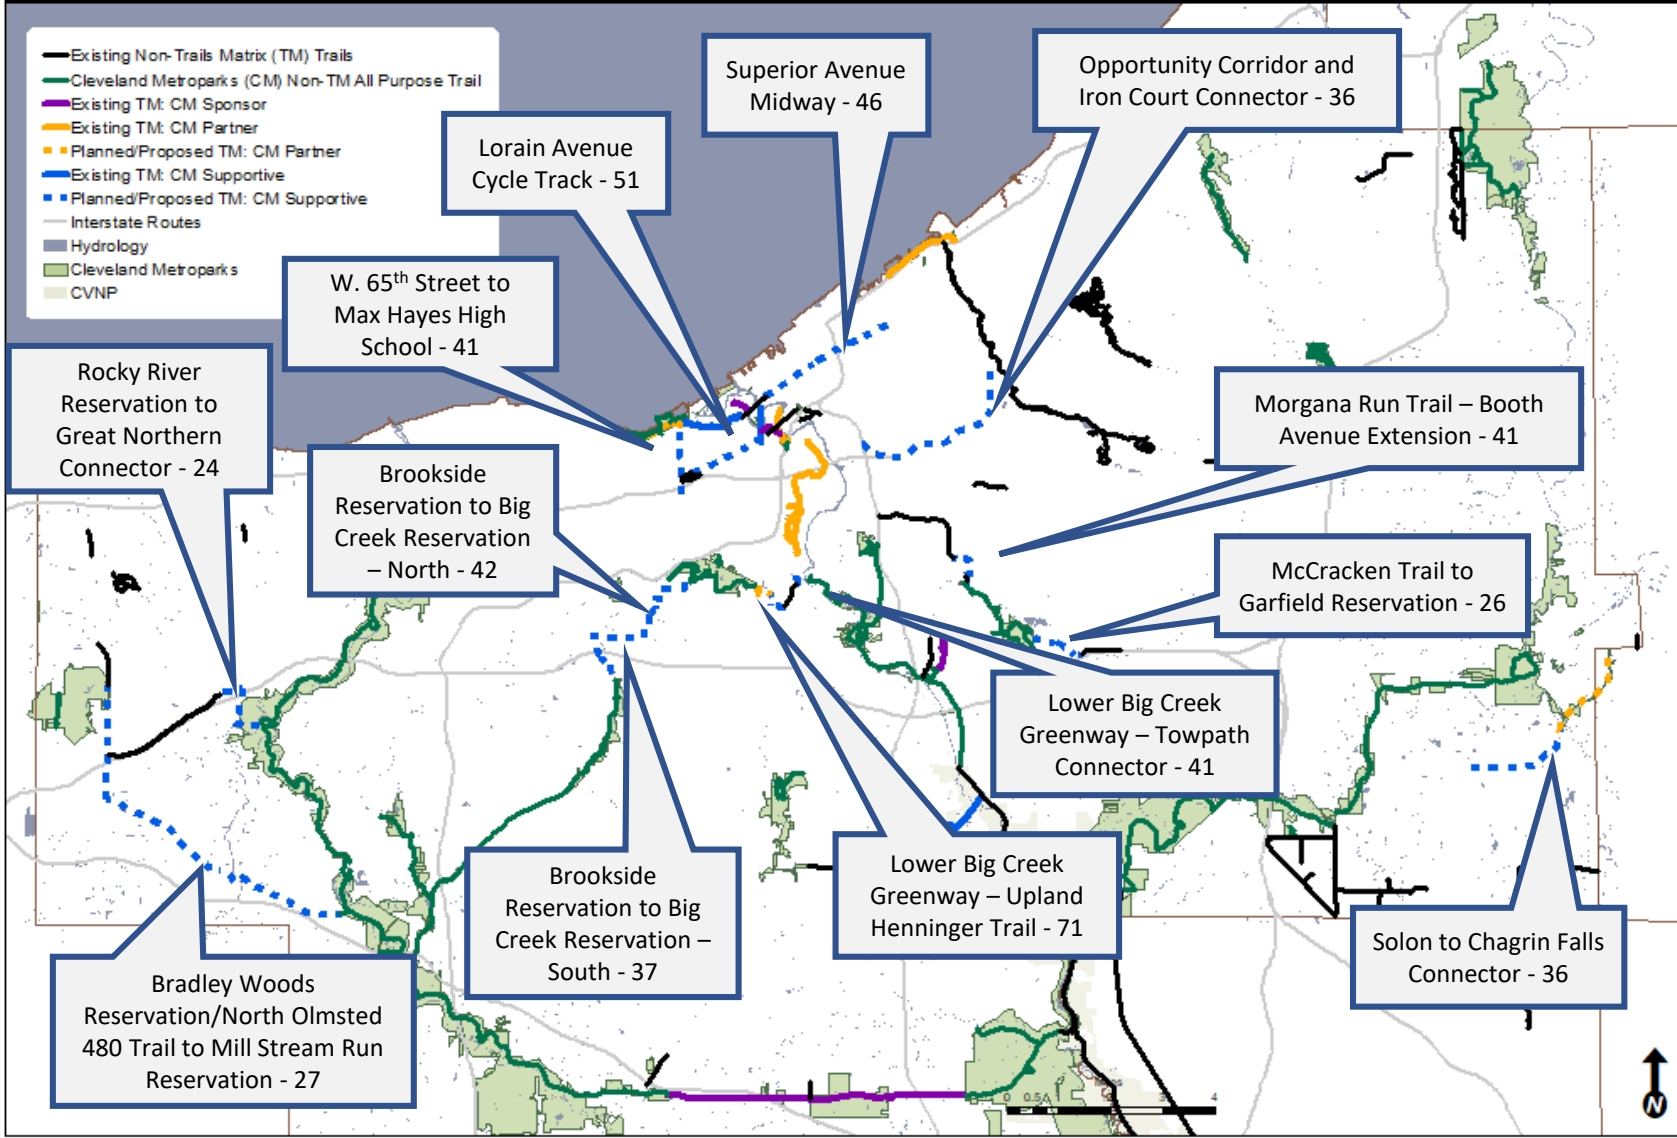 Existing Non-Trails Matrix (TM) Trails
Cleveland Metroparks (CM) Non-TM All Purpose Trail
Existing TM: CM Sponsor
Existing TM: CM Partner
Planned/Proposed TM: CM Partner
Existing TM: CM Supportive
Planned/Proposed TM: CM Supportive
Interstate Routes
Hydrology
Cleveland Metroparks
CVNP
Superior Avenue
Midway - 46
Opportunity Corridor and
Iron Court Connector - 36
Lorain Avenue
Cycle Track - 51
W. 65th Street to
Max Hayes High
School - 41
Rocky River
Reservation to
Great Northern
Connector - 24
Morgana Run Trail – Booth
Avenue Extension - 41
Brookside
Reservation to Big
Creek Reservation
– North - 42
McCracken Trail to
Garfield Reservation - 26
Lower Big Creek
Greenway – Towpath
Connector - 41
Lower Big Creek
Greenway – Upland
Henninger Trail - 71
Brookside
Reservation to Big
Creek Reservation –
South - 37
Solon to Chagrin Falls
Connector - 36
Bradley Woods
Reservation/North Olmsted
480 Trail to Mill Stream Run
Reservation - 27
0 0.5 1 2 3 4
N